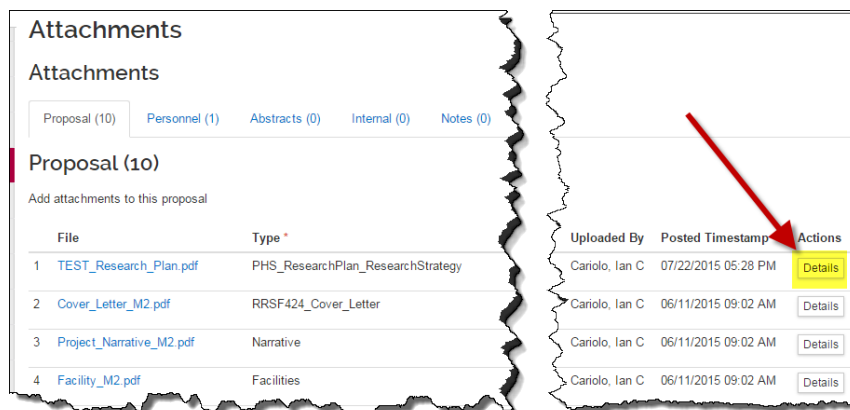 Attachments
Attachments
Proposal (10) Personnel (1) Abstracts (0) Internal (0) Notes (0)
Proposal (10)
Add attachments to this proposal
File Type * Uploaded By Posted Timestamp Actions
1 TEST_Research_Plan.pdf PHS_ResearchPlan_ResearchStrategy Cariolo, Ian C 07/22/2015 05:28 PM Details
2 Cover_Letter_M2.pdf RRSF424_Cover_Letter Cariolo, Ian C 06/11/2015 09:02 AM Details
3 Project_Narrative_M2.pdf Narrative Cariolo, Ian C 06/11/2015 09:02 AM Details
4 Facility_M2.pdf Facilities Cariolo, Ian C 06/11/2015 09:02 AM Details